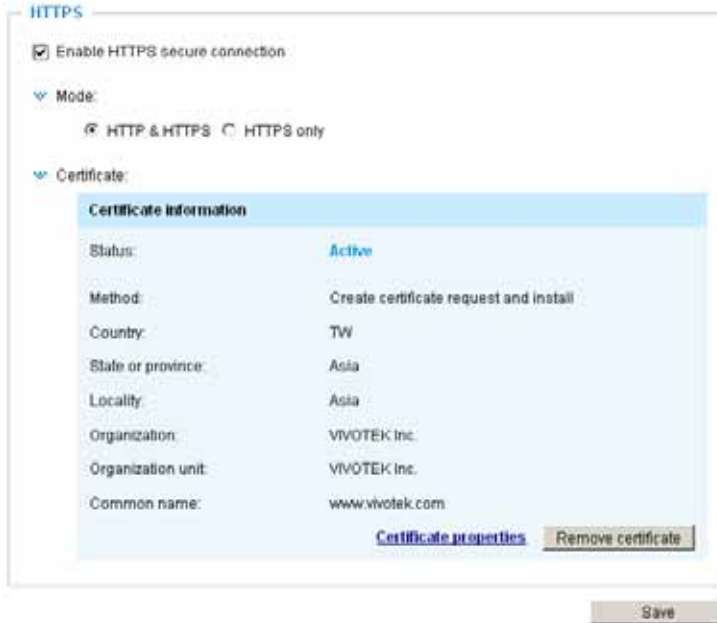 HTTPS
Enable HTTPS secure connection
Mode:
HTTP & HTTPS HTTPS only
Certificate:
Certificate information
Status: Active
Method: Create certificate request and install
Country: TW
State or province: Asia
Locality: Asia
Organization: VIVOTEK Inc.
Organization unit: VIVOTEK Inc.
Common name: www.vivotek.com
Certificate properties Remove certificate
Save